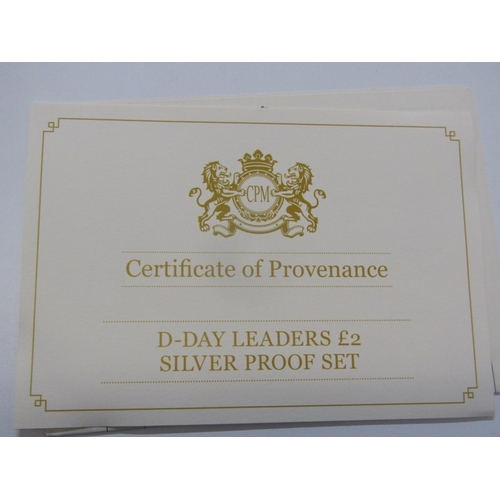 CPM
Certificate of Provenance
D-DAY LEADERS £2
SILVER PROOF SET